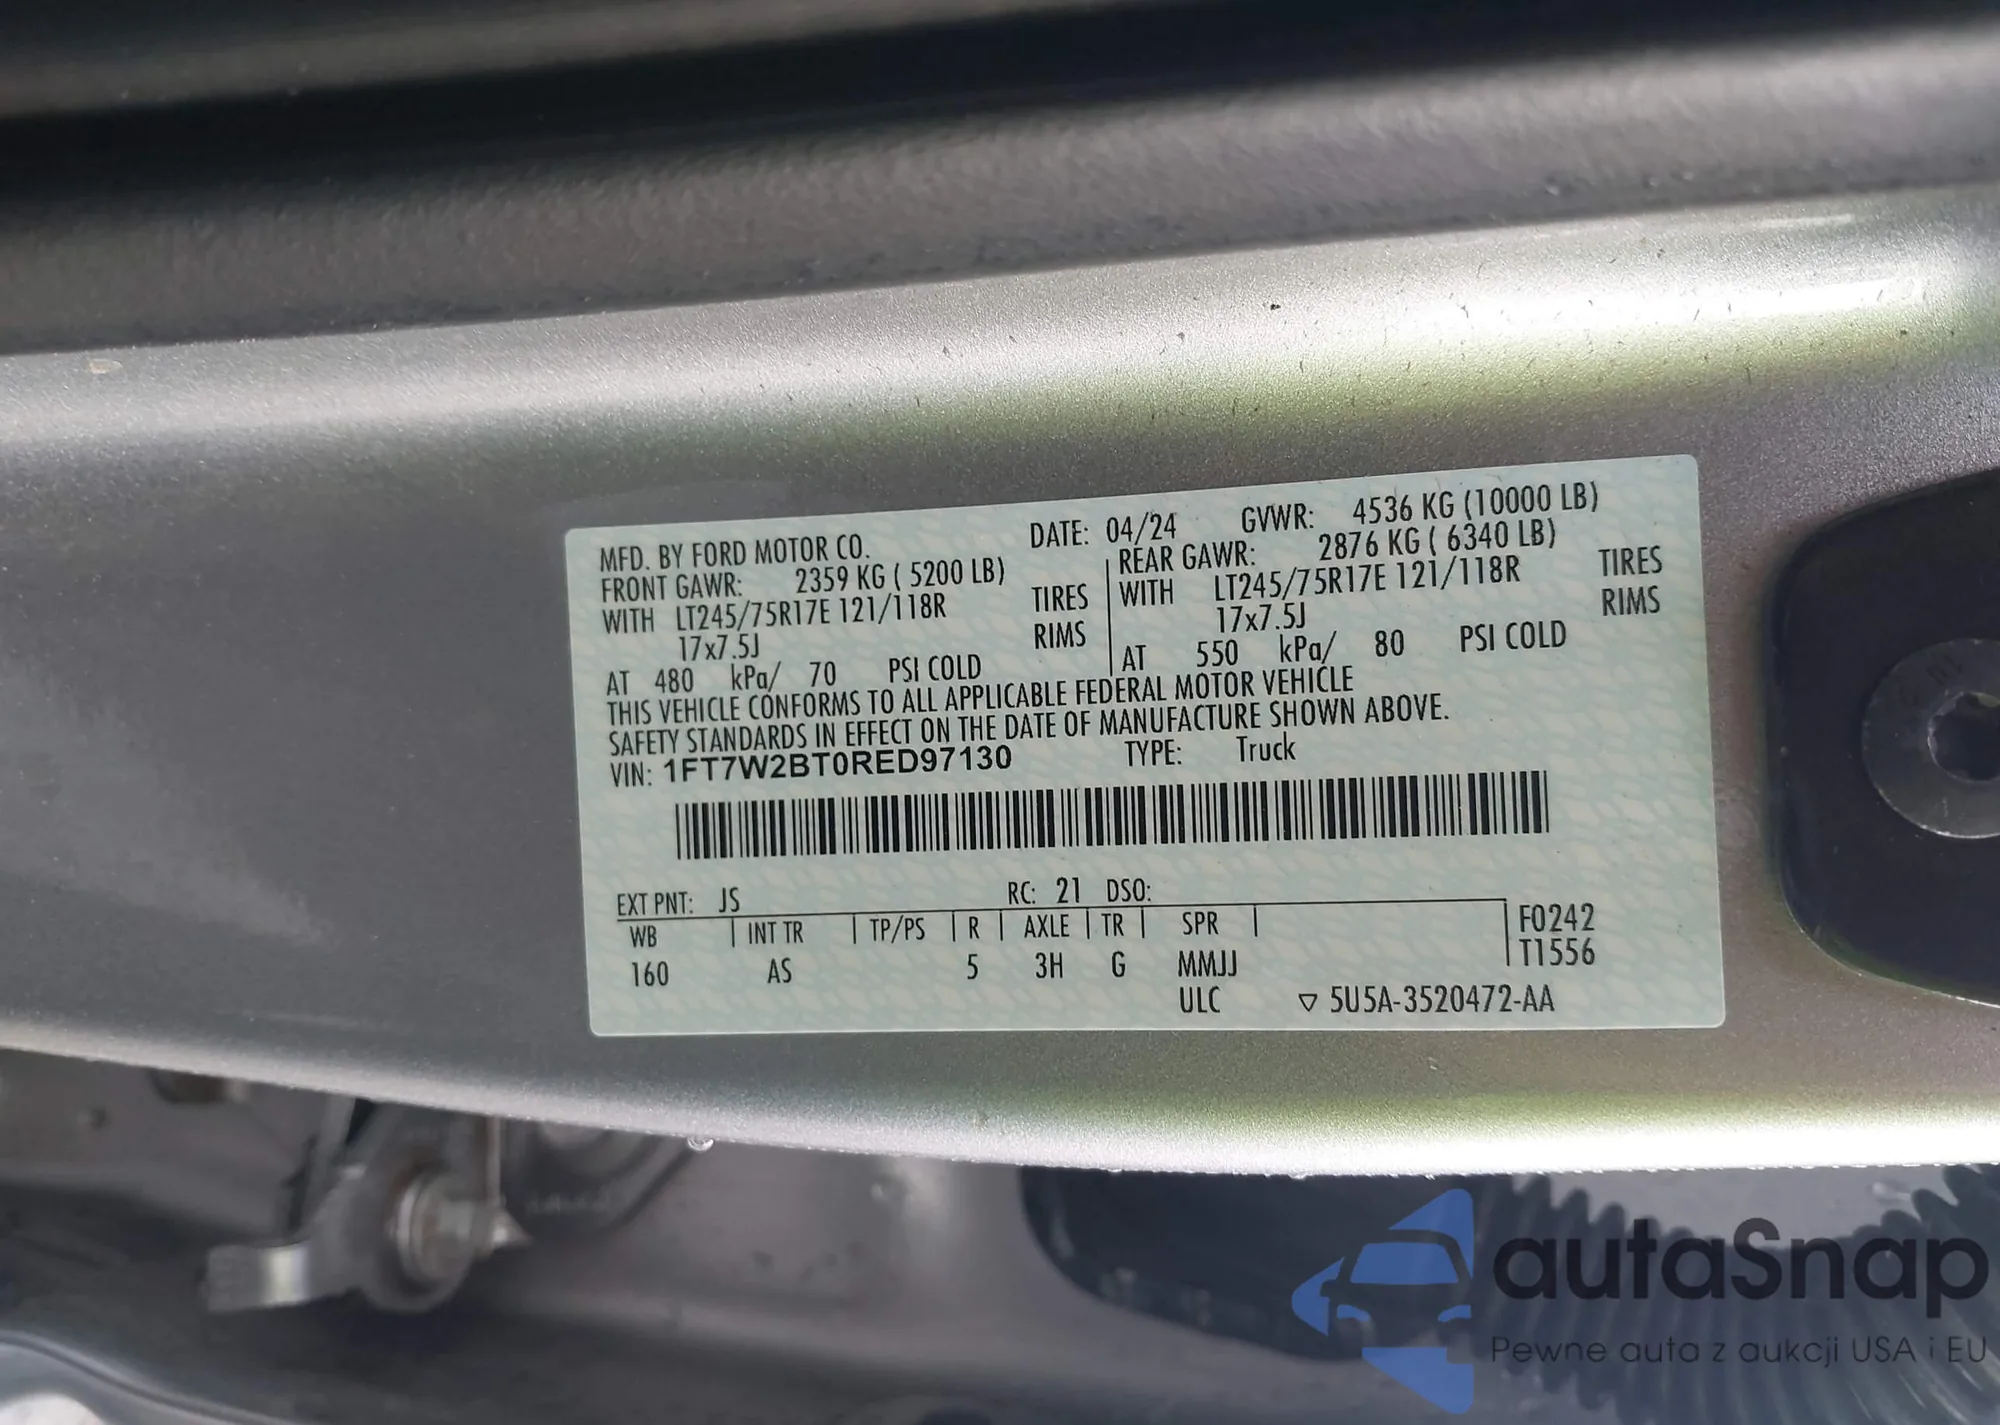 MFD. BY FORD MOTOR CO. DATE: 04/24 GVWR: 4536 KG (10000 LB)
FRONT GAWR: 2359 KG ( 5200 LB) REAR GAWR: 2876 KG ( 6340 LB)
WITH LT245/75R17E 121/118R TIRES WITH LT245/75R17E 121/118R TIRES
17x7.5J RIMS 17x7.5J RIMS
AT 480 kPa/ 70 PSI COLD AT 550 kPa/ 80 PSI COLD
THIS VEHICLE CONFORMS TO ALL APPLICABLE FEDERAL MOTOR VEHICLE
SAFETY STANDARDS IN EFFECT ON THE DATE OF MANUFACTURE SHOWN ABOVE.
VIN: 1FT7W2BT0RED97130 TYPE: Truck
EXT PNT: JS RC: 21 DSO:
WB INT TR TP/PS R AXLE TR SPR F0242
160 AS 5 3H G MMJJ T1556
ULC ▽ 5U5A-3520472-AA
autaSnap
Pewne auta z aukcji USA i EU